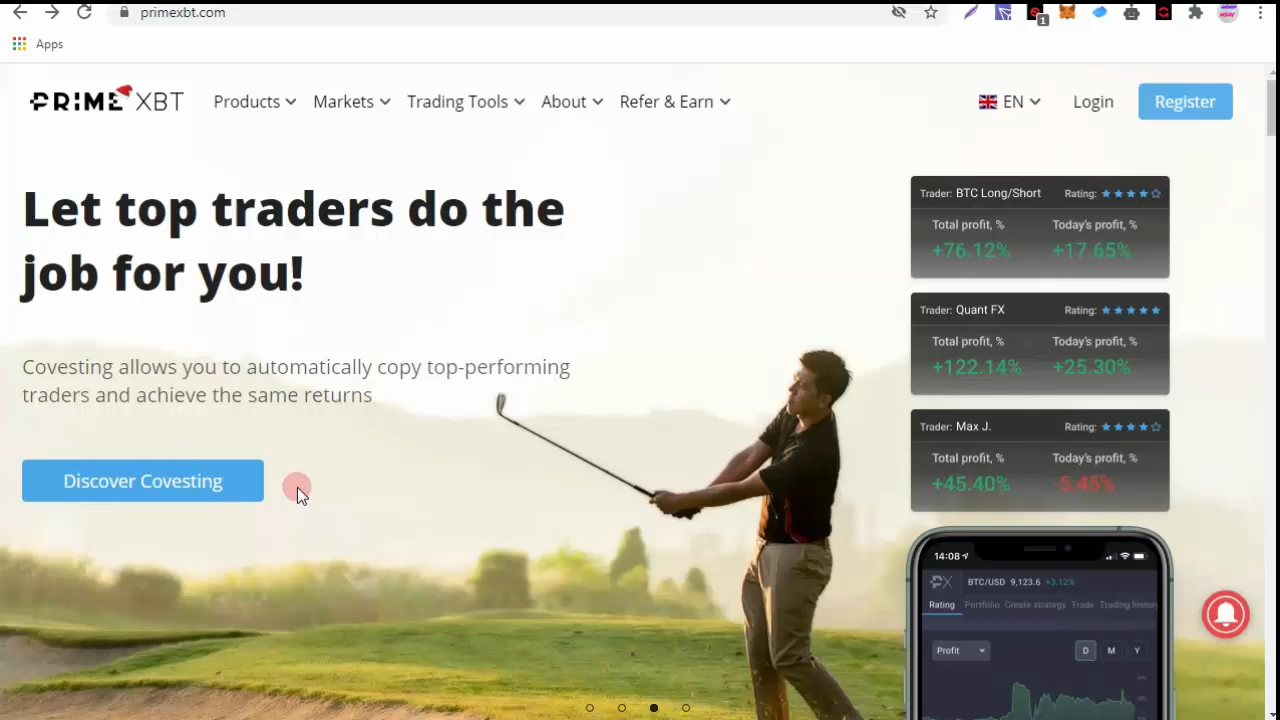 primexbt.com
1
Apps
PRIME XBT
Products
Markets
Trading Tools
About
Refer & Earn
EN
Login
Register
Let top traders do the
job for you!
Covesting allows you to automatically copy top-performing
traders and achieve the same returns
Discover Covesting
Trader: BTC Long/Short Rating:
Total profit, % Today's profit, %
+76.12% +17.65%
Trader: Quant FX Rating:
Total profit, % Today's profit, %
+122.14% +25.30%
Trader: Max J. Rating:
Total profit, % Today's profit, %
+45.40% -5.45%
14:08
PX BTC/USD 9,123.6 +3.12%
Rating Portfolio Create strategy Trade Trading history
Profit D M Y